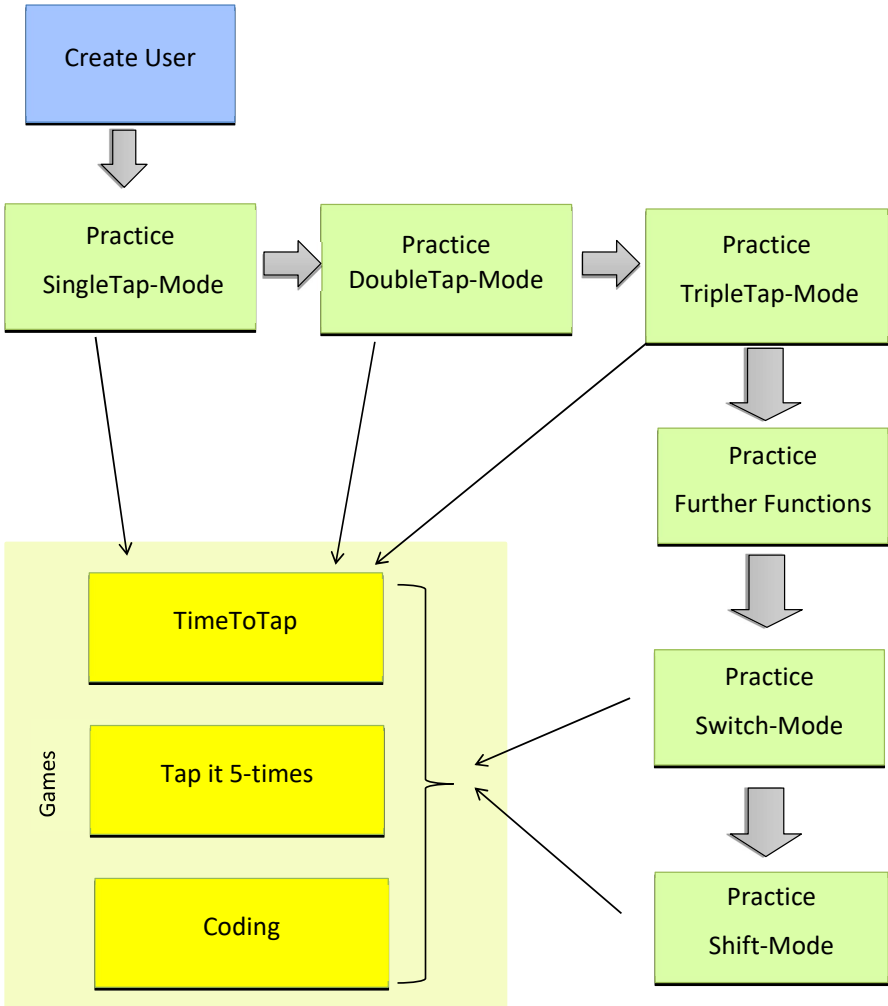 Create User
Practice
SingleTap-Mode
Practice
DoubleTap-Mode
Practice
TripleTap-Mode
Practice
Further Functions
Games
TimeToTap
Tap it 5-times
Coding
Practice
Switch-Mode
Practice
Shift-Mode